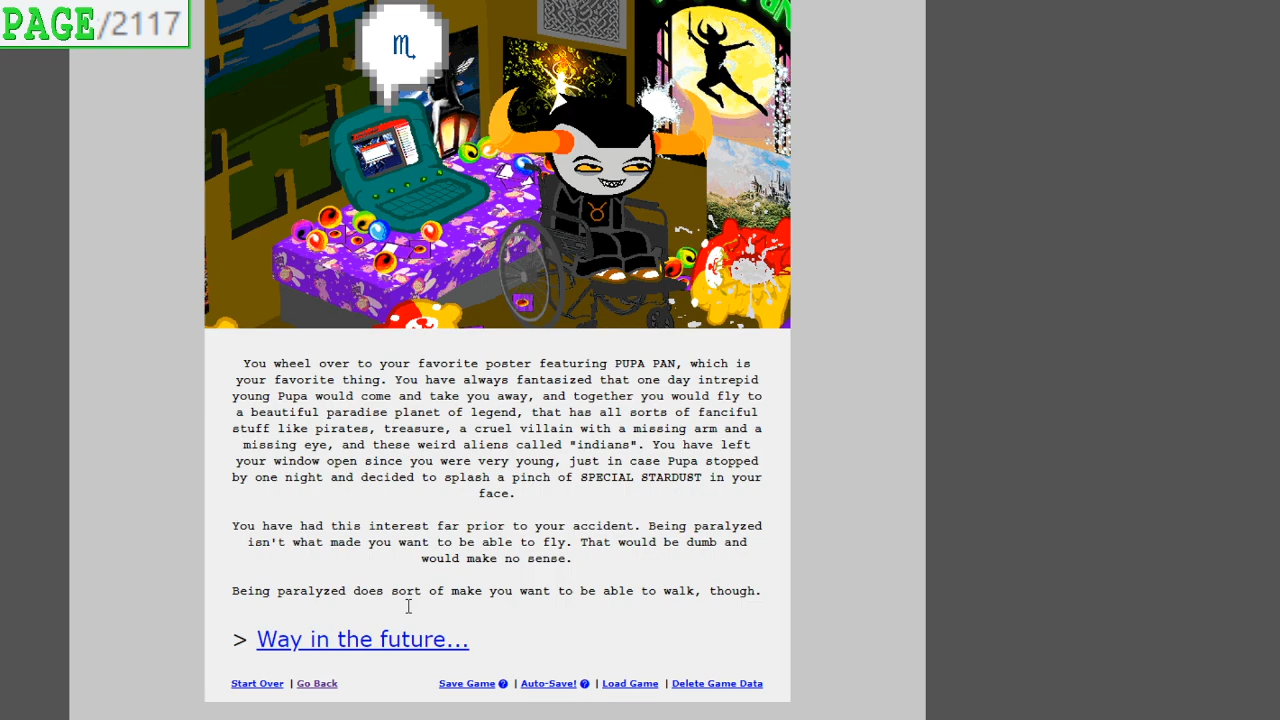 PAGE/2117
♏
♉
You wheel over to your favorite poster featuring PUPA PAN, which is
your favorite thing. You have always fantasized that one day intrepid
young Pupa would come and take you away, and together you would fly to
a beautiful paradise planet of legend, that has all sorts of fanciful
stuff like pirates, treasure, a cruel villain with a missing arm and a
missing eye, and these weird aliens called "indians". You have left
your window open since you were very young, just in case Pupa stopped
by one night and decided to splash a pinch of SPECIAL STARDUST in your
face.
You have had this interest far prior to your accident. Being paralyzed
isn't what made you want to be able to fly. That would be dumb and
would make no sense.
Being paralyzed does sort of make you want to be able to walk, though.
> Way in the future...
Start Over | Go Back Save Game ? | Auto-Save! ? | Load Game | Delete Game Data